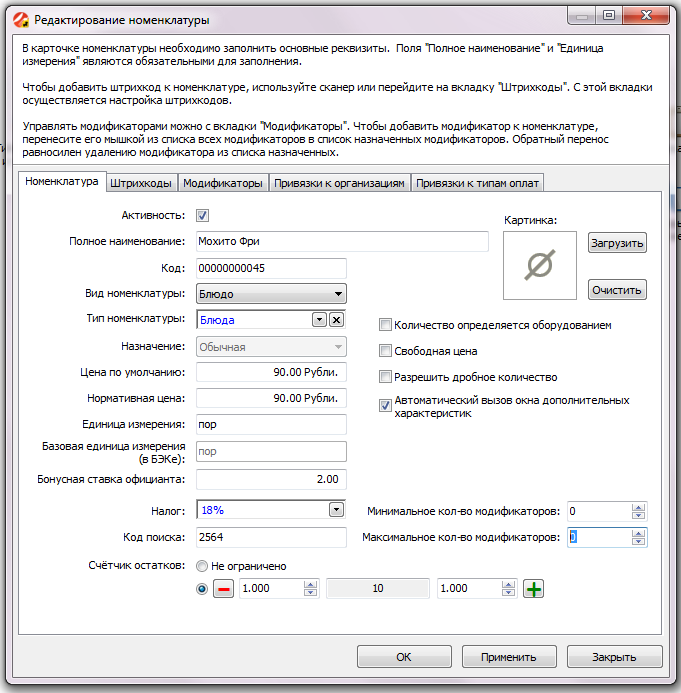 Редактирование номенклатуры
В карточке номенклатуры необходимо заполнить основные реквизиты. Поля "Полное наименование" и "Единица
измерения" являются обязательными для заполнения.
Чтобы добавить штрихкод к номенклатуре, используйте сканер или перейдите на вкладку "Штрихкоды". С этой вкладки
осуществляется настройка штрихкодов.
Управлять модификаторами можно с вкладки "Модификаторы". Чтобы добавить модификатор к номенклатуре,
перенесите его мышкой из списка всех модификаторов в список назначенных модификаторов. Обратный перенос
равносилен удалению модификатора из списка назначенных.
Номенклатура Штрихкоды Модификаторы Привязки к организациям Привязки к типам оплат
Активность:
Картинка:
Полное наименование: Мохито Фри
Загрузить
Код: 00000000045
Вид номенклатуры: Блюдо
Очистить
Тип номенклатуры: Блюда
Количество определяется оборудованием
Назначение: Обычная
Свободная цена
Цена по умолчанию: 90.00 Рубли.
Разрешить дробное количество
Нормативная цена: 90.00 Рубли.
Автоматический вызов окна дополнительных
характеристик
Единица измерения: пор
Базовая единица измерения
(в БЭКе): пор
Бонусная ставка официанта: 2.00
Налог: 18% Минимальное кол-во модификаторов: 0
Код поиска: 2564 Максимальное кол-во модификаторов: 0
Счётчик остатков: Не ограничено
1.000 10 1.000
ОК Применить Закрыть